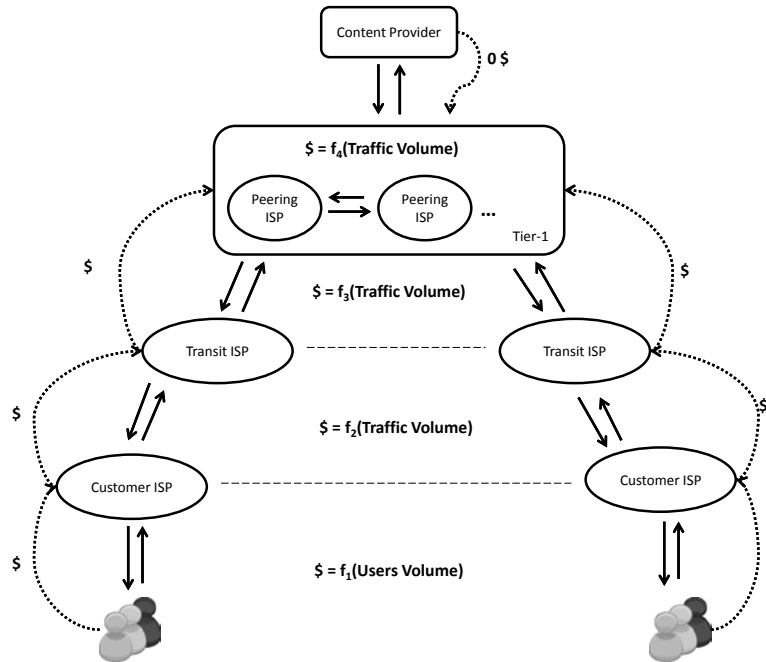 Content Provider
0 $
$ = f₄(Traffic Volume)
Peering
ISP
Peering
ISP
...
Tier-1
$
$
$ = f₃(Traffic Volume)
Transit ISP
Transit ISP
$
$
$ = f₂(Traffic Volume)
Customer ISP
Customer ISP
$
$ = f₁(Users Volume)